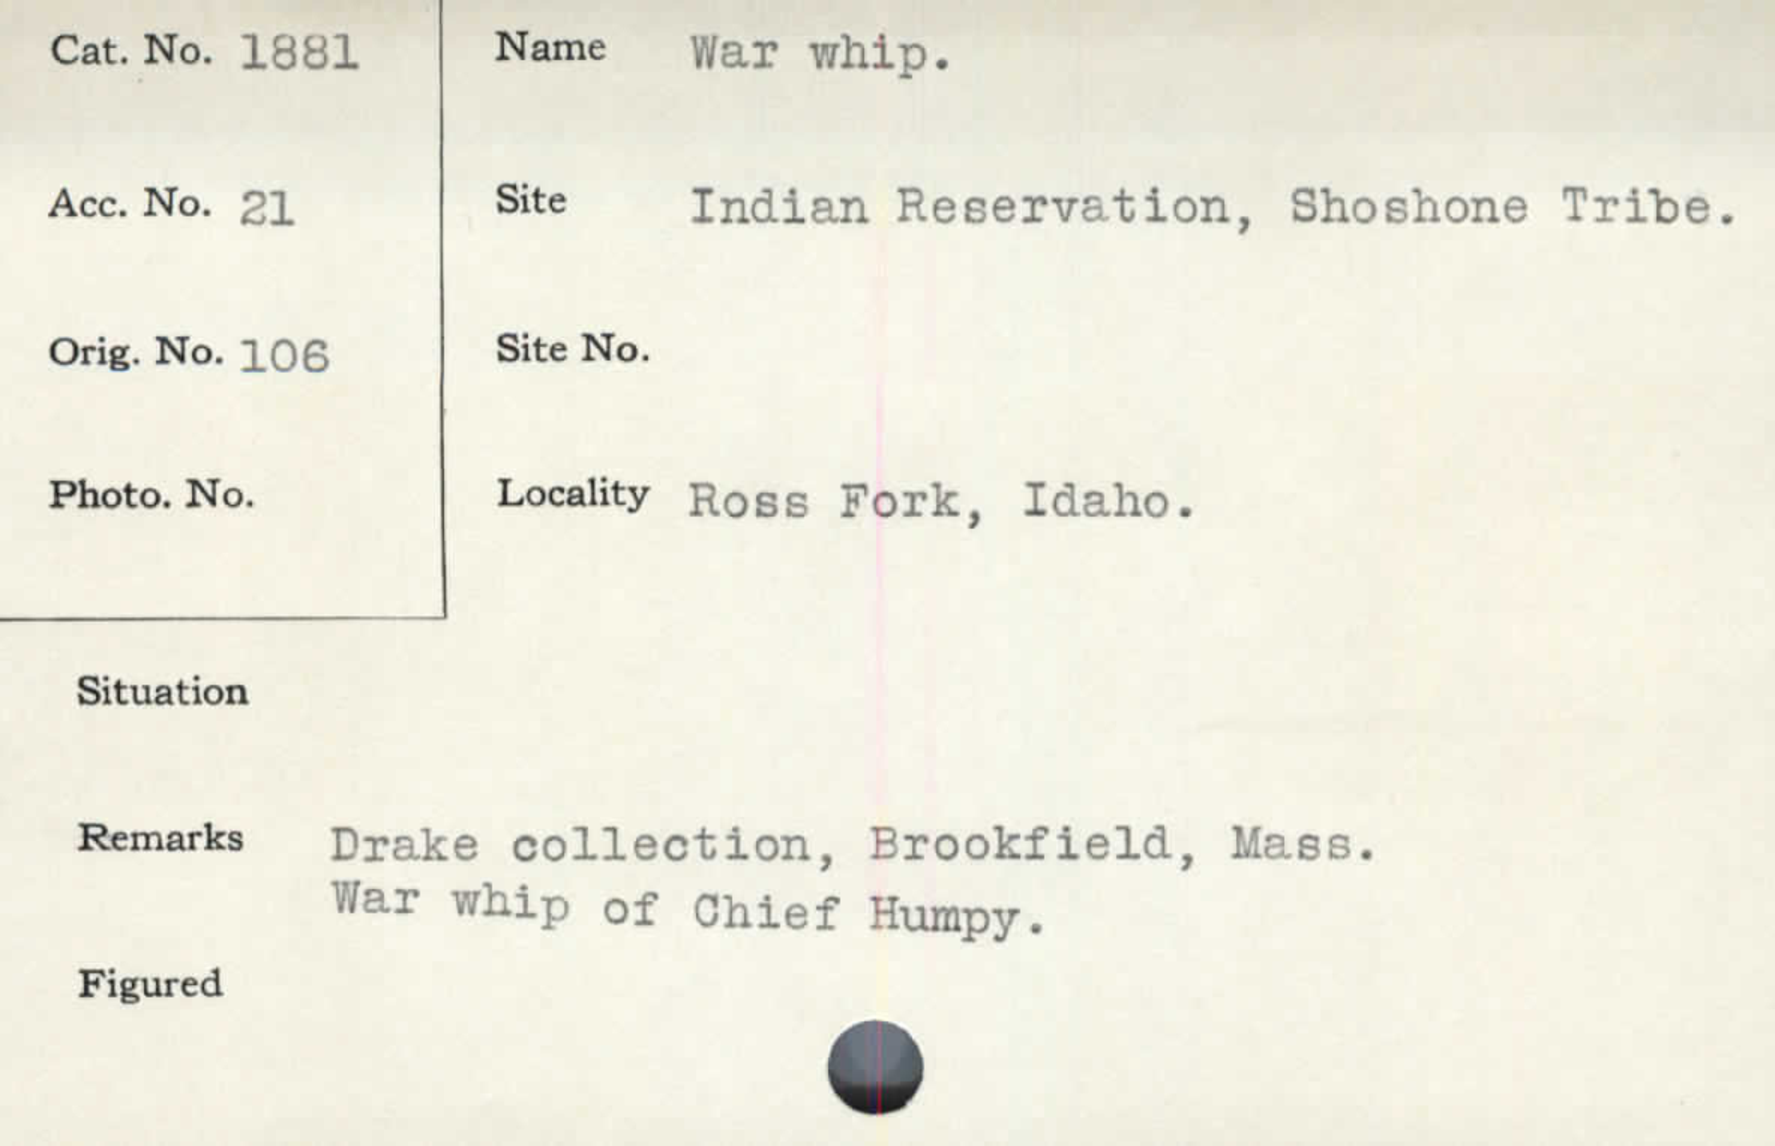 Cat. No. 1881
Name War whip.
Acc. No. 21
Site Indian Reservation, Shoshone Tribe.
Orig. No. 106
Site No.
Photo. No.
Locality Ross Fork, Idaho.
Situation
Remarks Drake collection, Brookfield, Mass.
War whip of Chief Humpy.
Figured